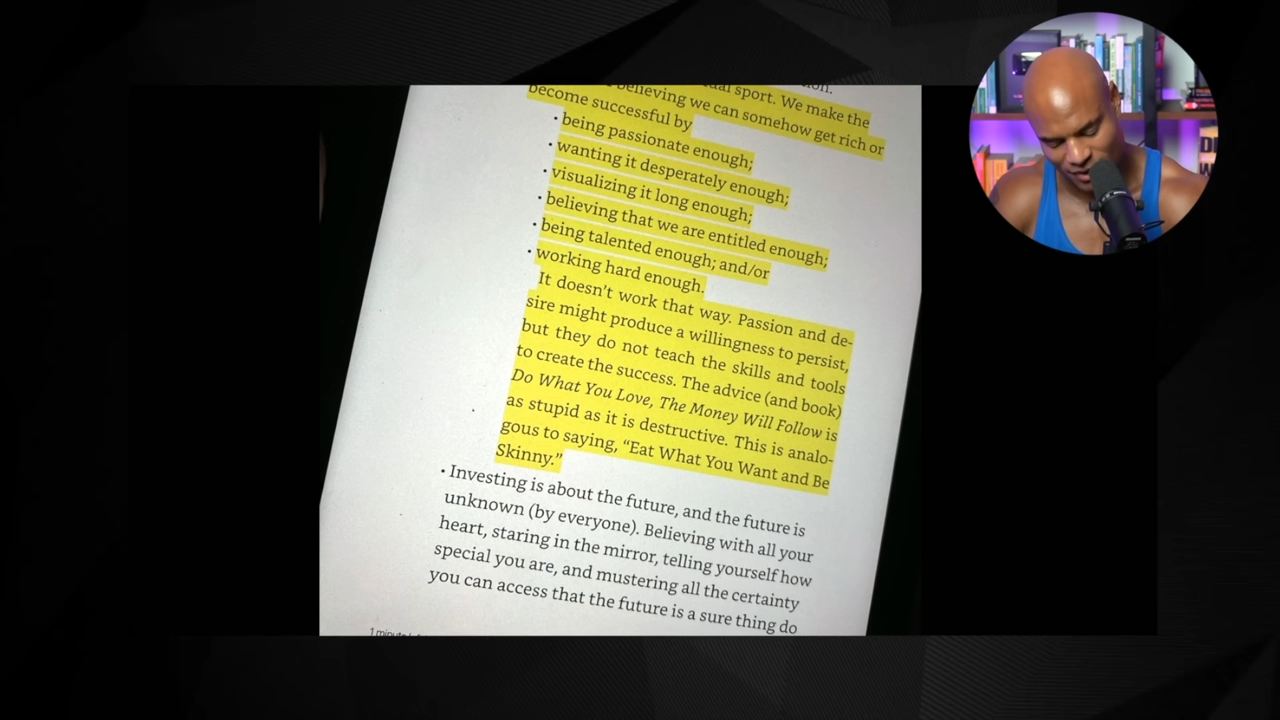 sport. We make the
believing we can somehow get rich or
become successful by
• being passionate enough;
• wanting it desperately enough;
• visualizing it long enough;
• believing that we are entitled enough;
• being talented enough; and/or
• working hard enough.
It doesn’t work that way. Passion and de-
sire might produce a willingness to persist,
but they do not teach the skills and tools
to create the success. The advice (and book)
Do What You Love, The Money Will Follow is
as stupid as it is destructive. This is analo-
gous to saying, “Eat What You Want and Be
Skinny.”
• Investing is about the future, and the future is
unknown (by everyone). Believing with all your
heart, staring in the mirror, telling yourself how
special you are, and mustering all the certainty
you can access that the future is a sure thing do
1 minute